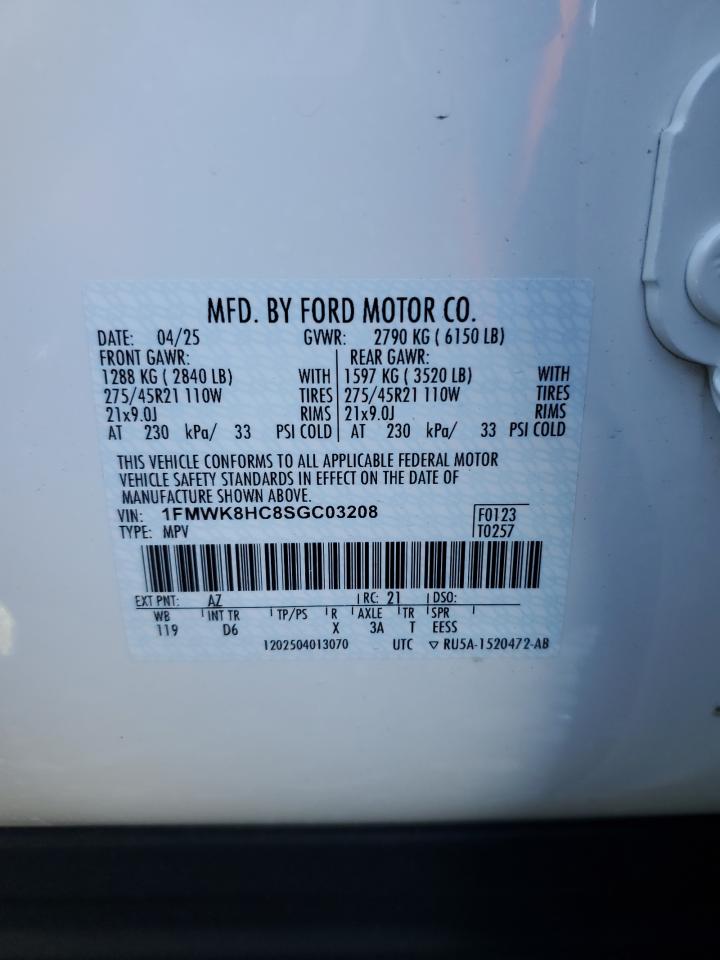 MFD. BY FORD MOTOR CO.
DATE: 04/25 GVWR: 2790 KG ( 6150 LB)
FRONT GAWR: REAR GAWR:
1288 KG ( 2840 LB) WITH 1597 KG ( 3520 LB) WITH
275/45R21 110W TIRES 275/45R21 110W TIRES
21x9.0J RIMS 21x9.0J RIMS
AT 230 kPa/ 33 PSI COLD AT 230 kPa/ 33 PSI COLD
THIS VEHICLE CONFORMS TO ALL APPLICABLE FEDERAL MOTOR
VEHICLE SAFETY STANDARDS IN EFFECT ON THE DATE OF
MANUFACTURE SHOWN ABOVE.
VIN: 1FMWK8HC8SGC03208 F0123
TYPE: MPV T0257
EXT PNT: AZ RC: 21 DSO:
WB INT TR TP/PS R AXLE TR SPR
119 D6 X 3A T EESS
1202504013070 UTC ▽ RU5A-1520472-AB